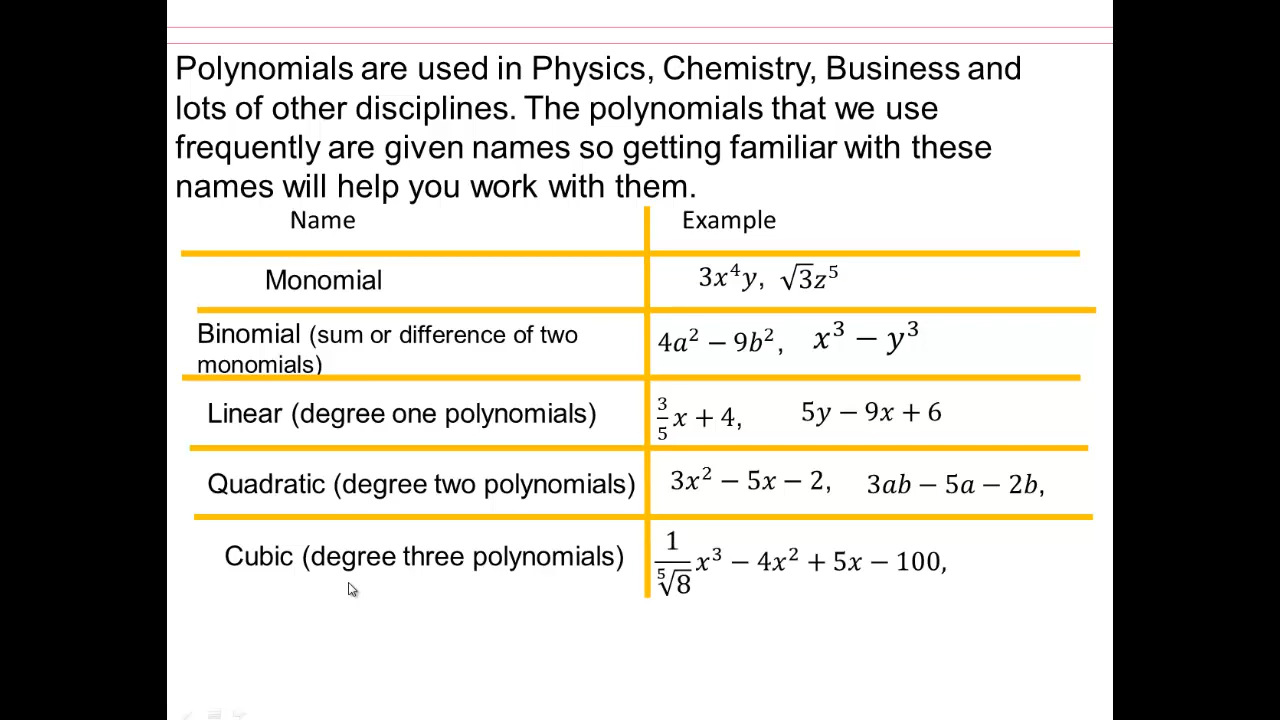 Polynomials are used in Physics, Chemistry, Business and
lots of other disciplines. The polynomials that we use
frequently are given names so getting familiar with these
names will help you work with them.
Name Example
Monomial 3x⁴y, √3z⁵
Binomial (sum or difference of two
monomials) 4a² − 9b², x³ − y³
Linear (degree one polynomials) 3/5 x + 4, 5y − 9x + 6
Quadratic (degree two polynomials) 3x² − 5x − 2, 3ab − 5a − 2b,
Cubic (degree three polynomials) 1/⁵√8 x³ − 4x² + 5x − 100,